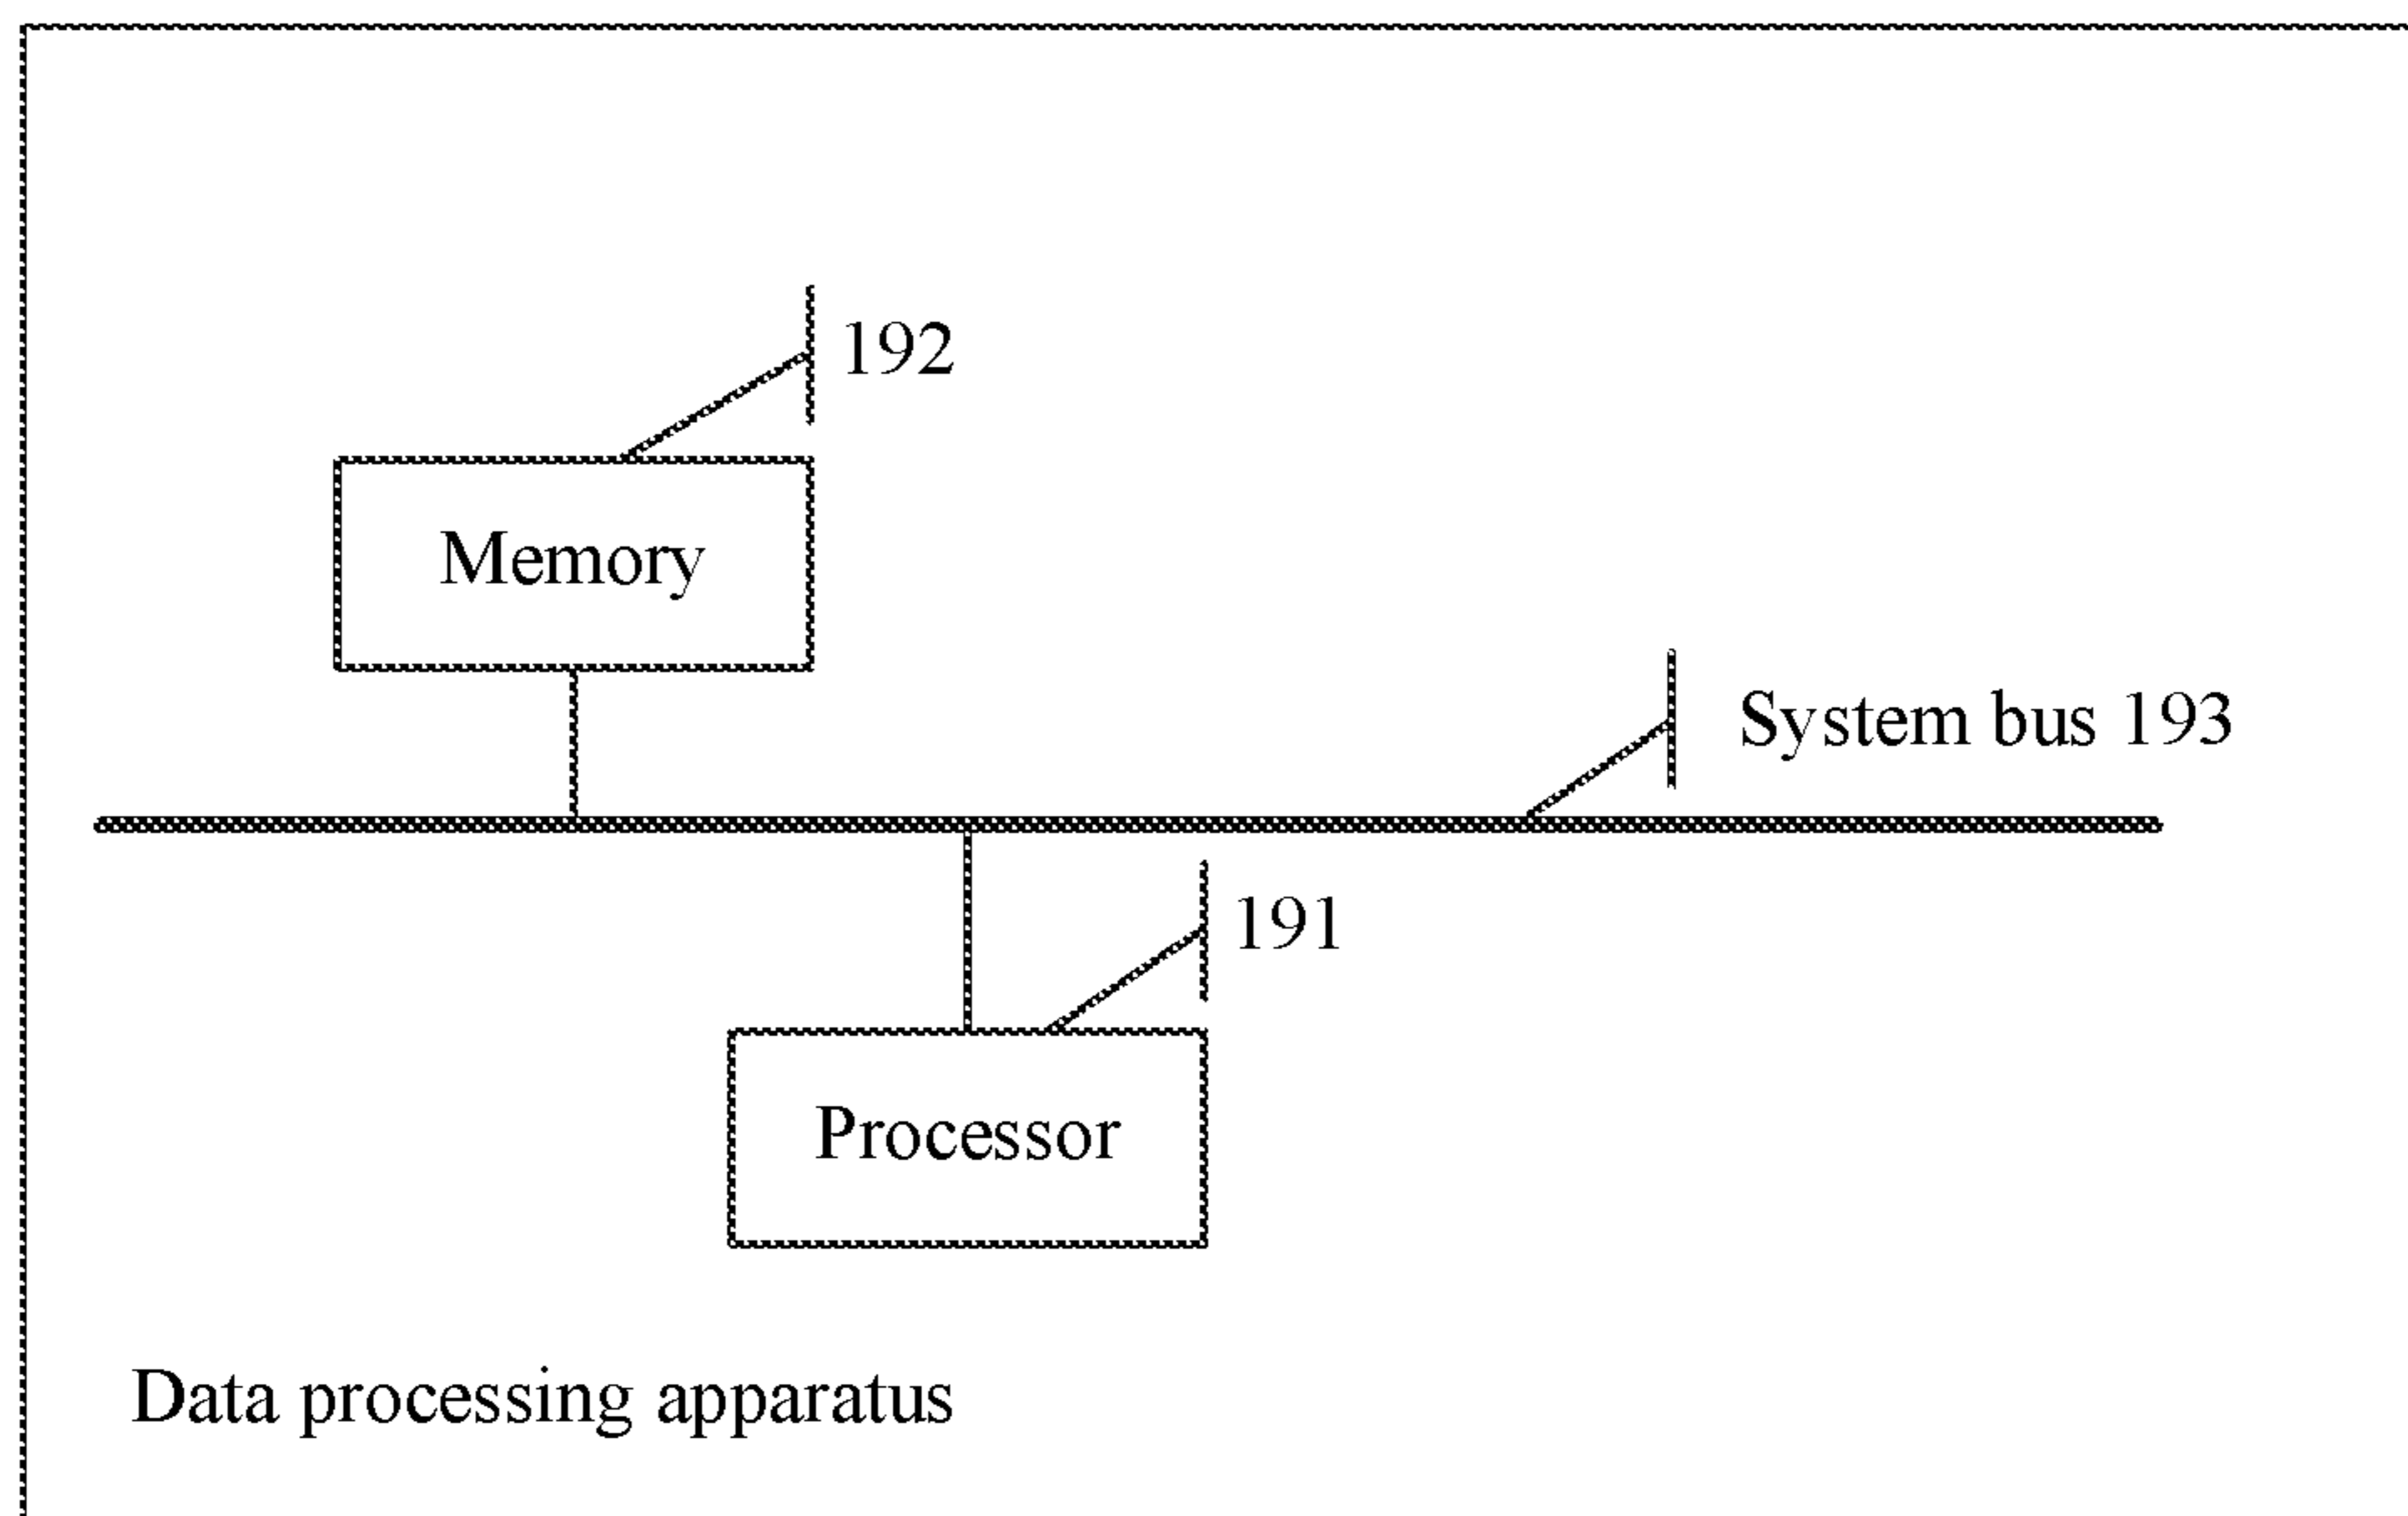 192
Memory
System bus 193
191
Processor
Data processing apparatus